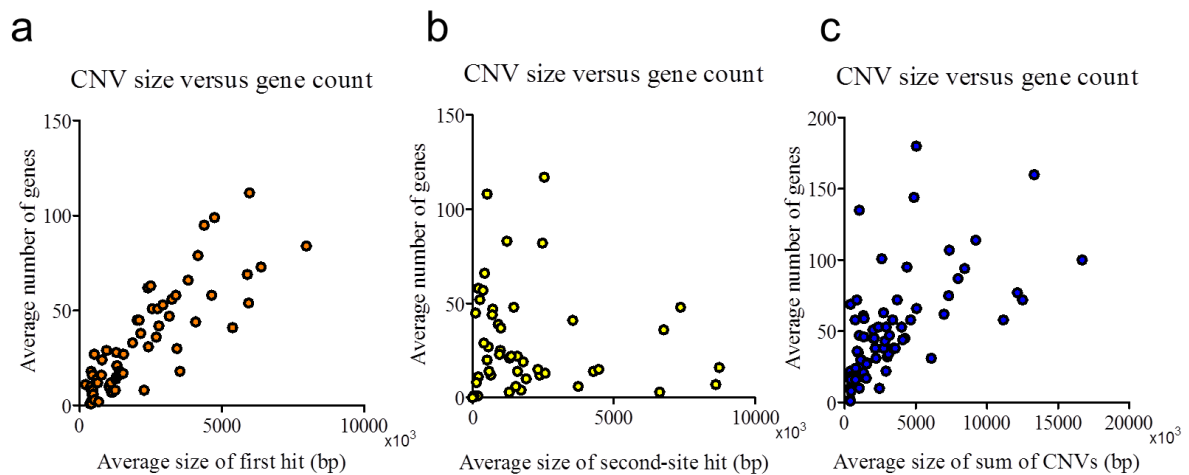 a
CNV size versus gene count
Average number of genes
150
100
50
0
0
5000
10000
x10³
Average size of first hit (bp)
b
CNV size versus gene count
Average number of genes
150
100
50
0
0
5000
10000
x10³
Average size of second-site hit (bp)
c
CNV size versus gene count
Average number of genes
200
150
100
50
0
0
5000
10000
15000
20000
x10³
Average size of sum of CNVs (bp)